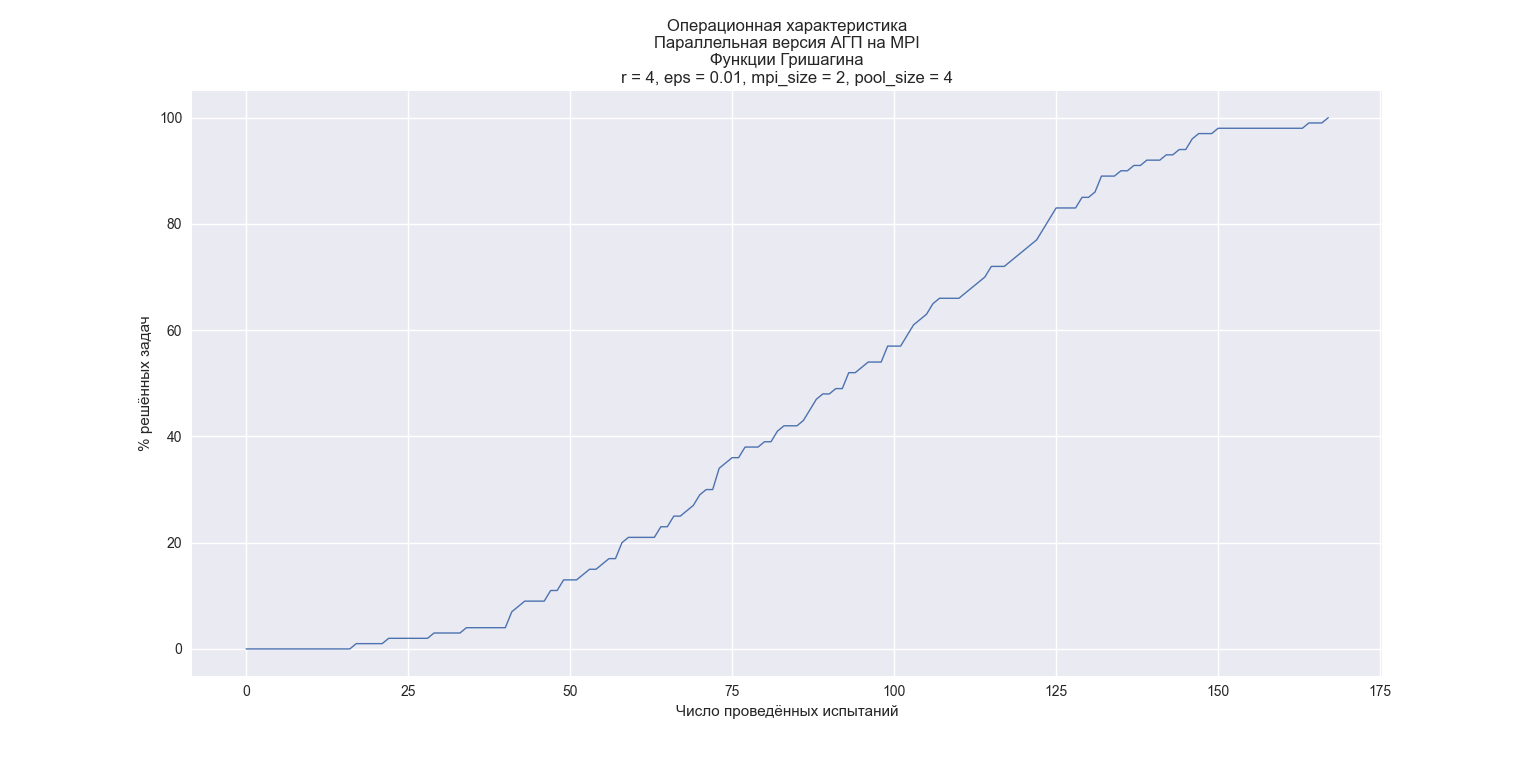 Операционная характеристика
Параллельная версия АГП на MPI
Функции Гришагина
r = 4, eps = 0.01, mpi_size = 2, pool_size = 4
100
80
60
40
20
0
% решённых задач
0 25 50 75 100 125 150 175
Число проведённых испытаний